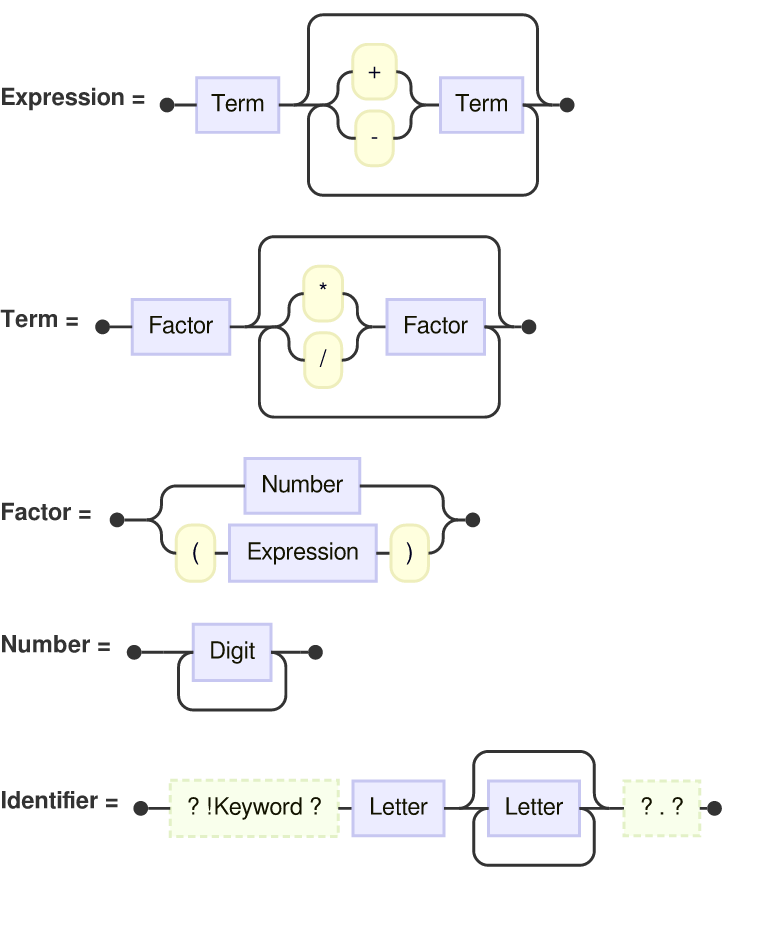 +
Expression = Term Term
-
*
Term = Factor Factor
/
Number
Factor =
( Expression )
Number = Digit
Identifier = ? !Keyword ? Letter Letter ? . ?